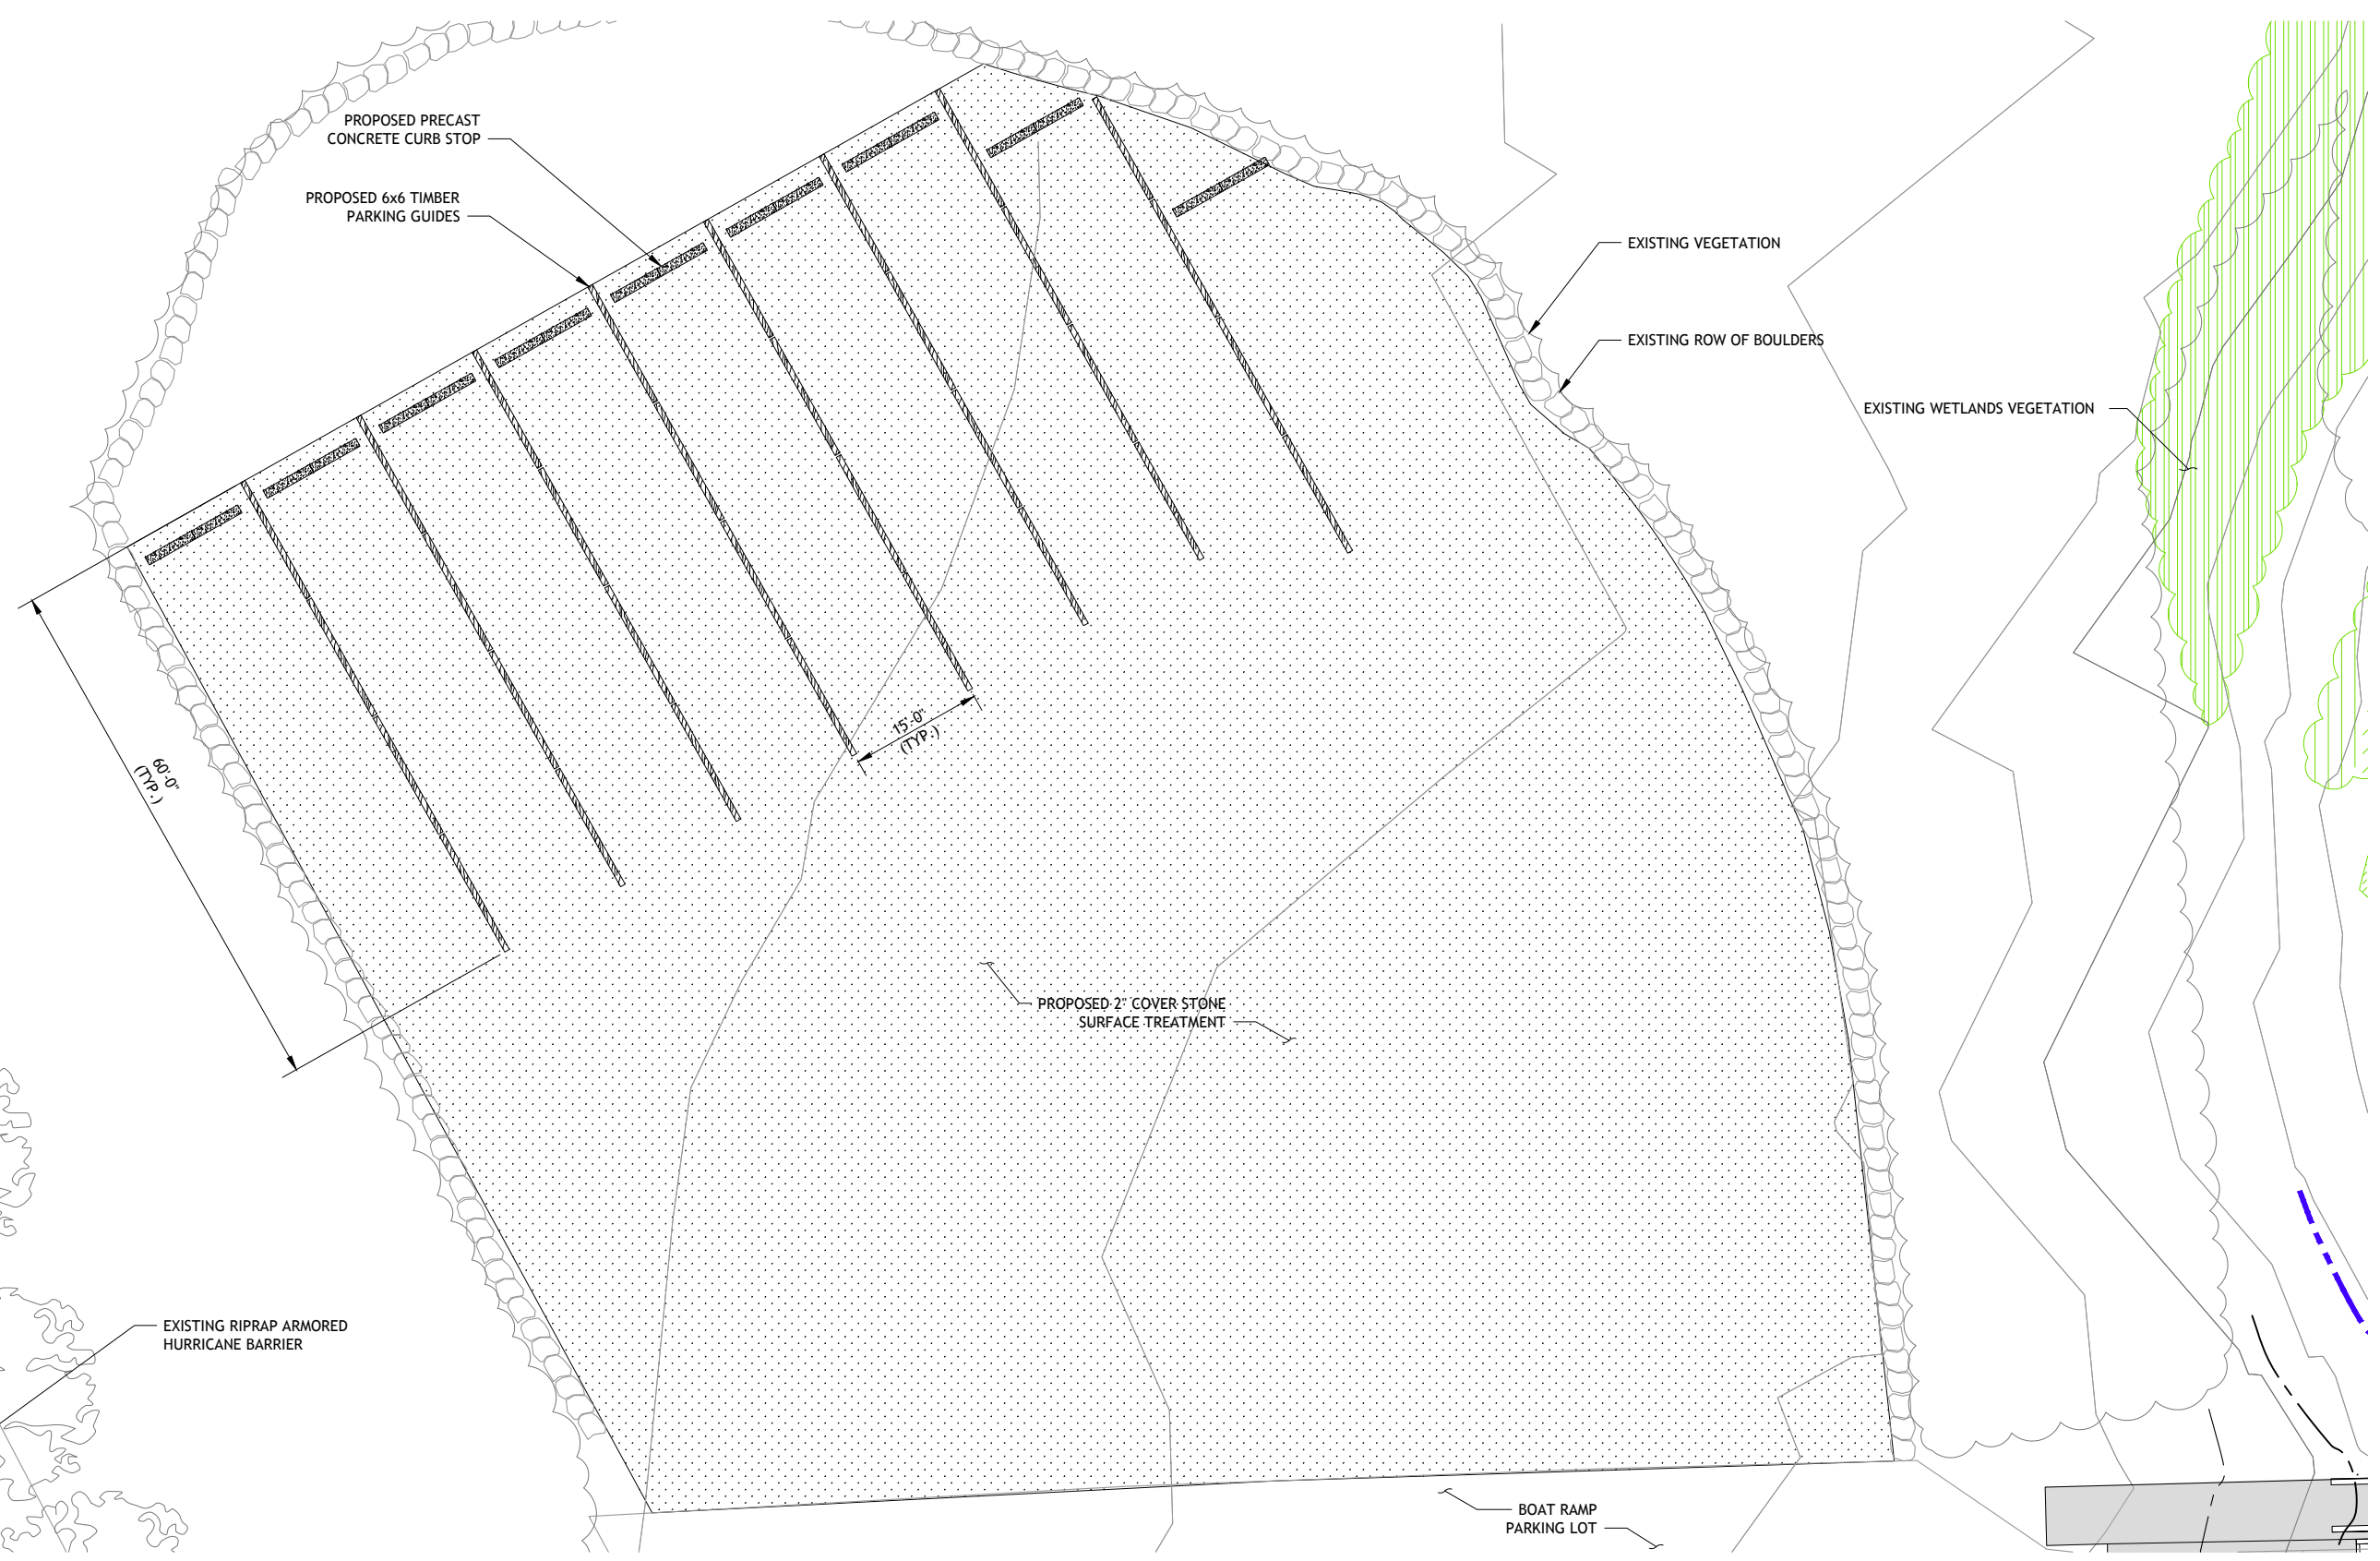 PROPOSED PRECAST
CONCRETE CURB STOP
PROPOSED 6x6 TIMBER
PARKING GUIDES
EXISTING VEGETATION
EXISTING ROW OF BOULDERS
EXISTING WETLANDS VEGETATION
15'-0"
(TYP.)
60'-0"
(TYP.)
PROPOSED 2" COVER STONE
SURFACE TREATMENT
EXISTING RIPRAP ARMORED
HURRICANE BARRIER
BOAT RAMP
PARKING LOT